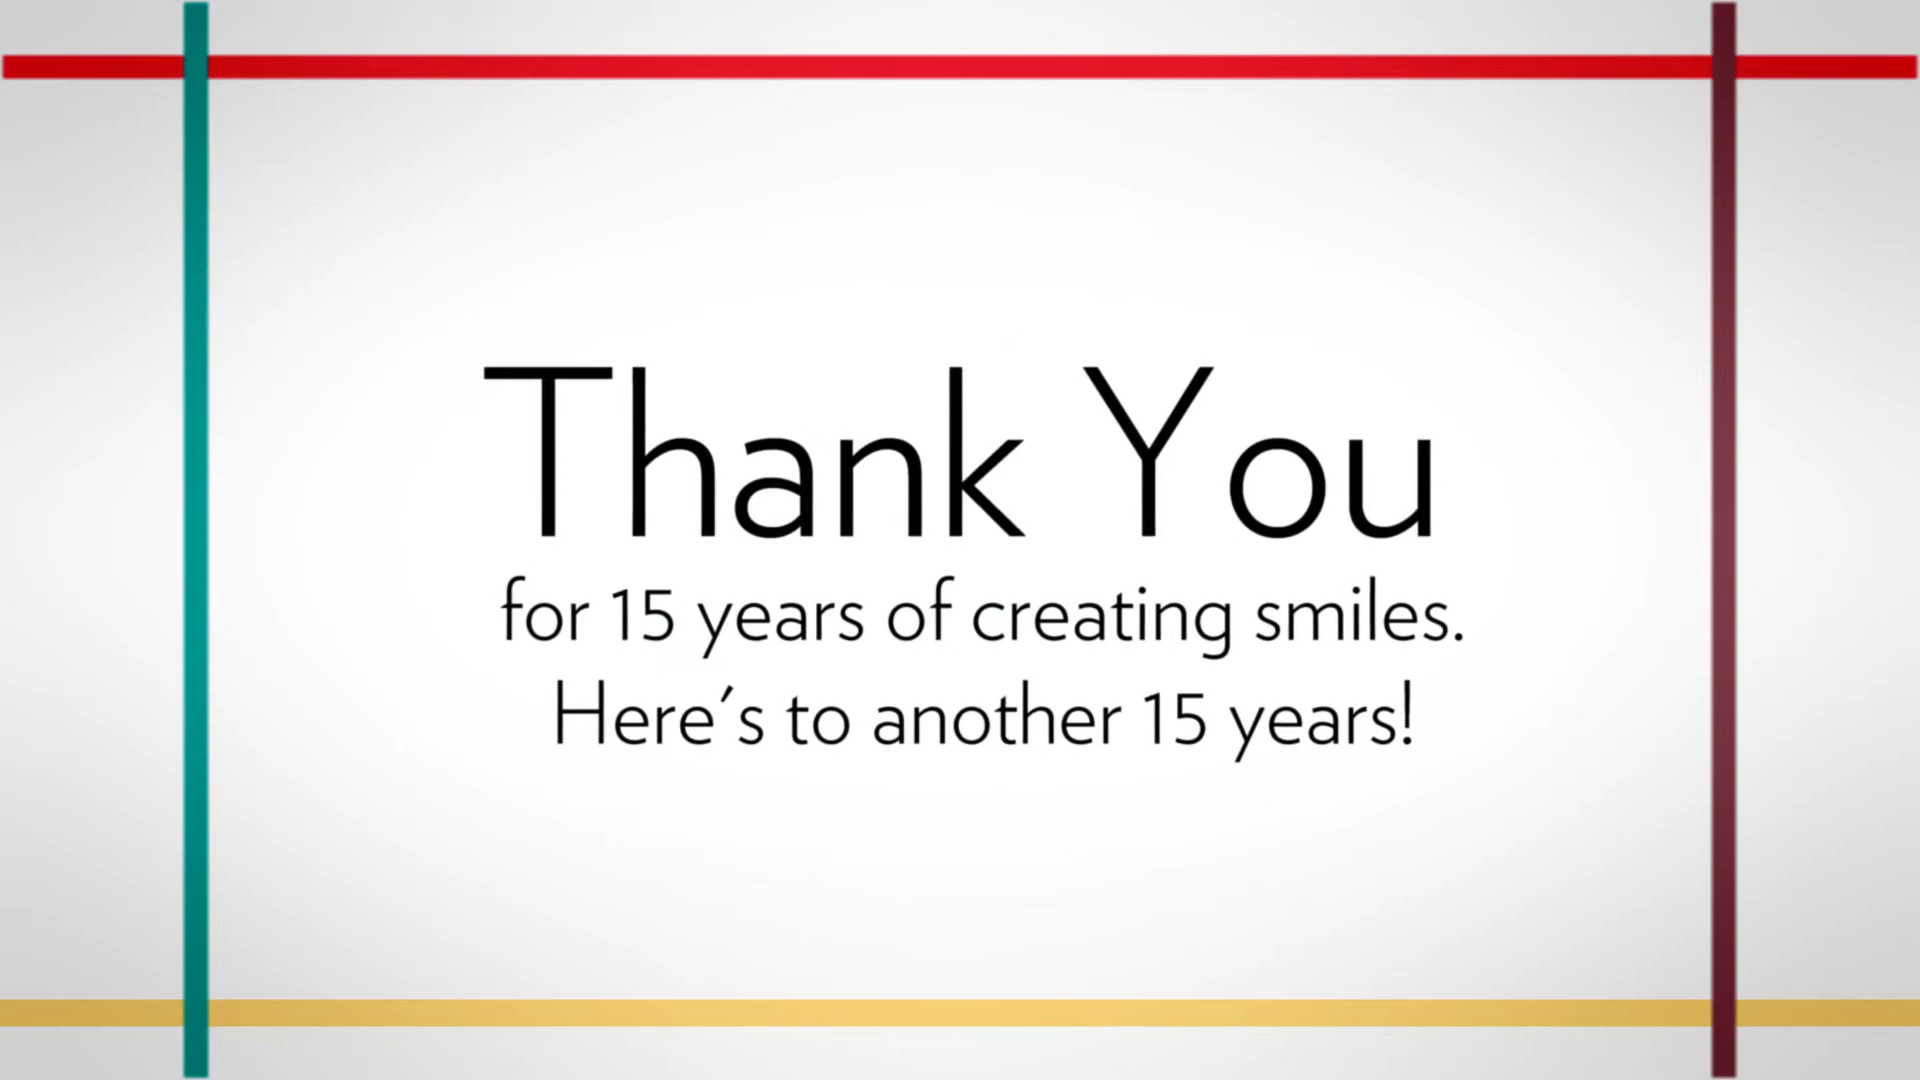 Thank You
for 15 years of creating smiles.
Here's to another 15 years!